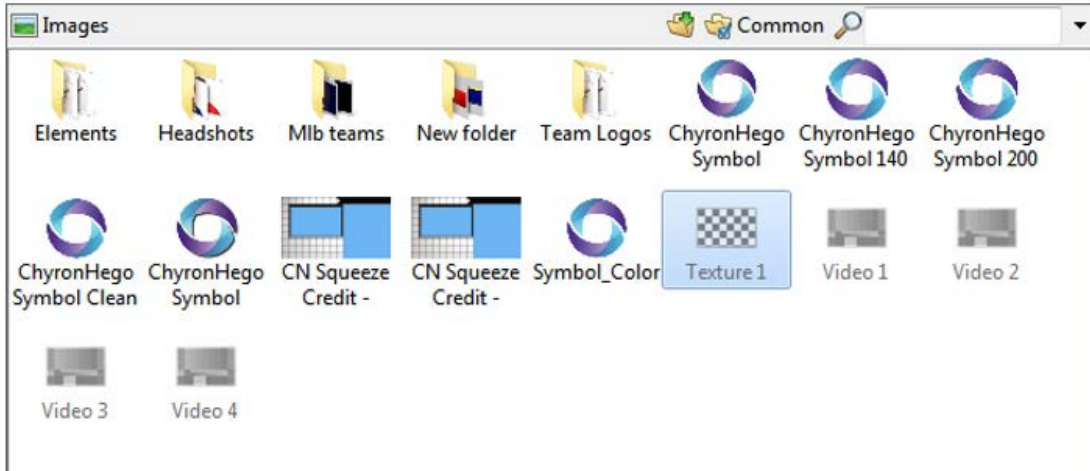 Images
Common
Elements
Headshots
Mlb teams
New folder
Team Logos
ChyronHego
Symbol
ChyronHego
Symbol 140
ChyronHego
Symbol 200
ChyronHego
Symbol Clean
ChyronHego
Symbol
CN Squeeze
Credit -
CN Squeeze
Credit -
Symbol_Color
Texture 1
Video 1
Video 2
Video 3
Video 4